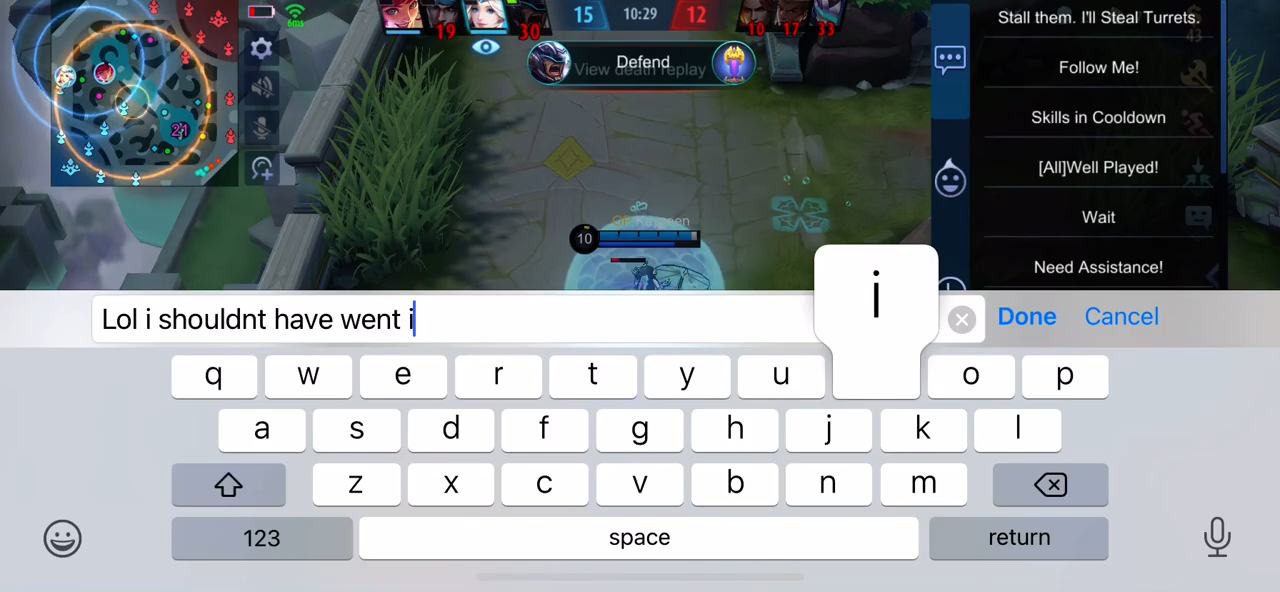 6ms
19
30
15
10:29
12
10
17
33
Defend
View death replay
21
Stall them. I'll Steal Turrets.
43
Follow Me!
Skills in Cooldown
[All]Well Played!
Wait
Need Assistance!
10
i
Lol i shouldnt have went i
Done
Cancel
q w e r t y u o p
a s d f g h j k l
z x c v b n m
123
space
return